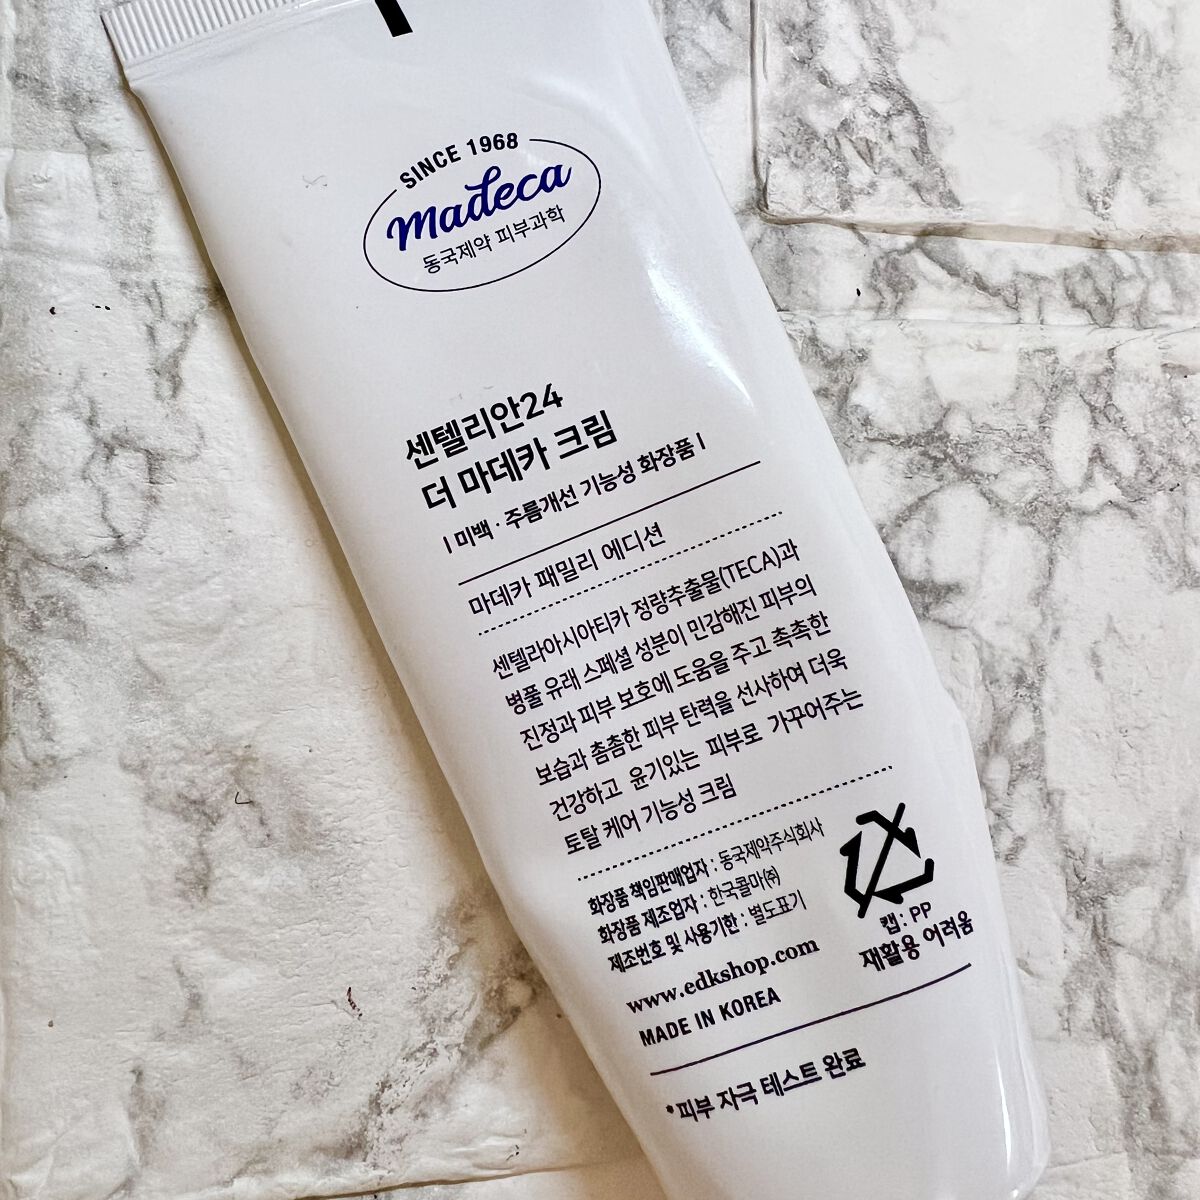 SINCE 1968
madeca
동국제약 피부과학
센텔리안24
더 마데카 크림
I 미백 · 주름개선 기능성 화장품 I
마데카 패밀리 에디션
센텔라아시아티카 정량추출물(TECA)과
병풀 유래 스페셜 성분이 민감해진 피부의
진정과 피부 보호에 도움을 주고 촉촉한
보습과 촘촘한 피부 탄력을 선사하여 더욱
건강하고 윤기있는 피부로 가꾸어주는
토탈 케어 기능성 크림
화장품 책임판매업자 : 동국제약주식회사
화장품 제조업자 : 한국콜마㈜
제조번호 및 사용기한 : 별도표기
www.edkshop.com
MADE IN KOREA
캡 : PP
재활용 어려움
*피부 자극 테스트 완료